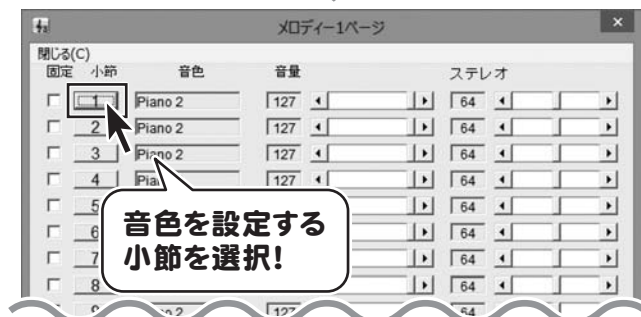 メロディー1ページ
閉じる(C)
固定 小節 音色 音量 ステレオ
1 Piano 2 127 64
2 Piano 2 127 64
3 Piano 2 127 64
4 127 64
5 64
6 64
7 64
8 64
127 64
音色を設定する
小節を選択!